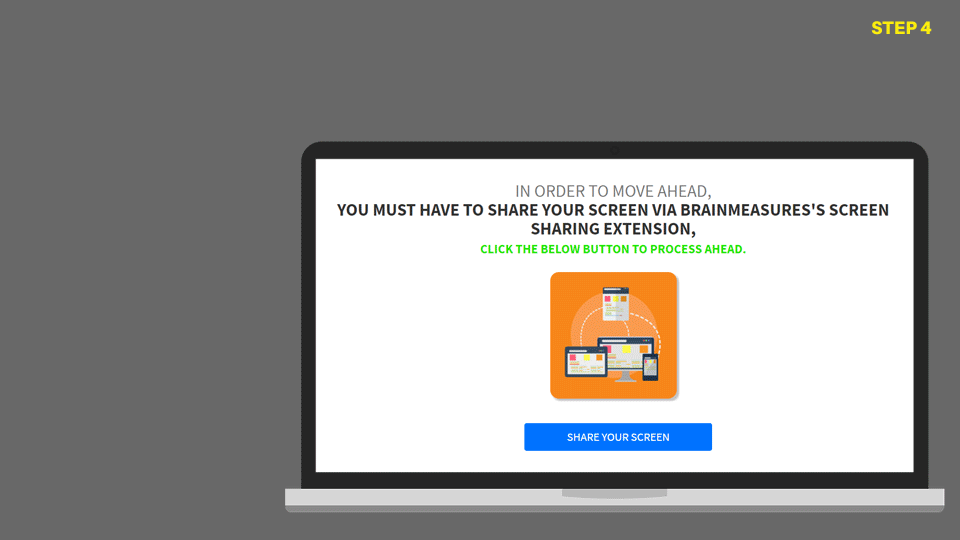 STEP 4
IN ORDER TO MOVE AHEAD,
YOU MUST HAVE TO SHARE YOUR SCREEN VIA BRAINMEASURES'S SCREEN
SHARING EXTENSION,
CLICK THE BELOW BUTTON TO PROCESS AHEAD.
SHARE YOUR SCREEN